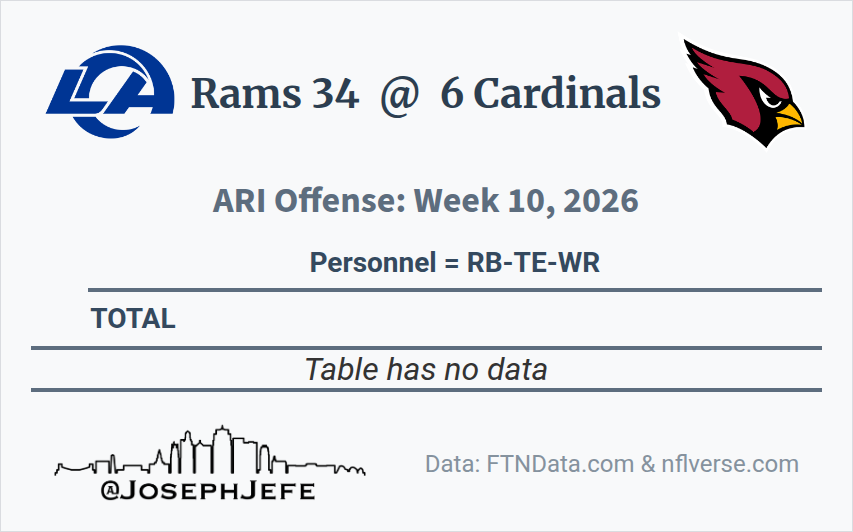 LA
Rams 34 @ 6 Cardinals
ARI Offense: Week 10, 2026
Personnel = RB-TE-WR
TOTAL
Table has no data
@JosephJefe
Data: FTNData.com & nflverse.com